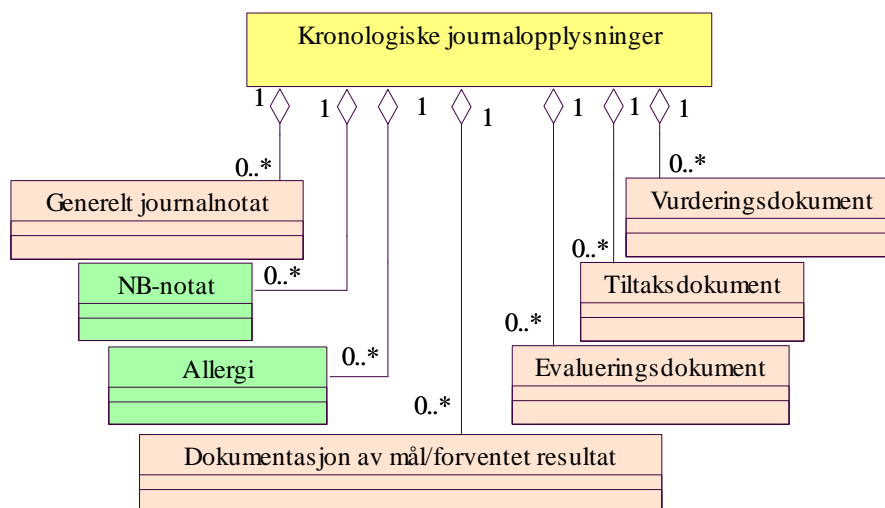 Kronologiske journalopplysninger
1
1
1
1
1
1
1
0..*
Generelt journalnotat
0..*
Vurderingsdokument
0..*
NB-notat
0..*
Tiltaksdokument
0..*
Allergi
0..*
Evalueringsdokument
0..*
Dokumentasjon av mål/forventet resultat